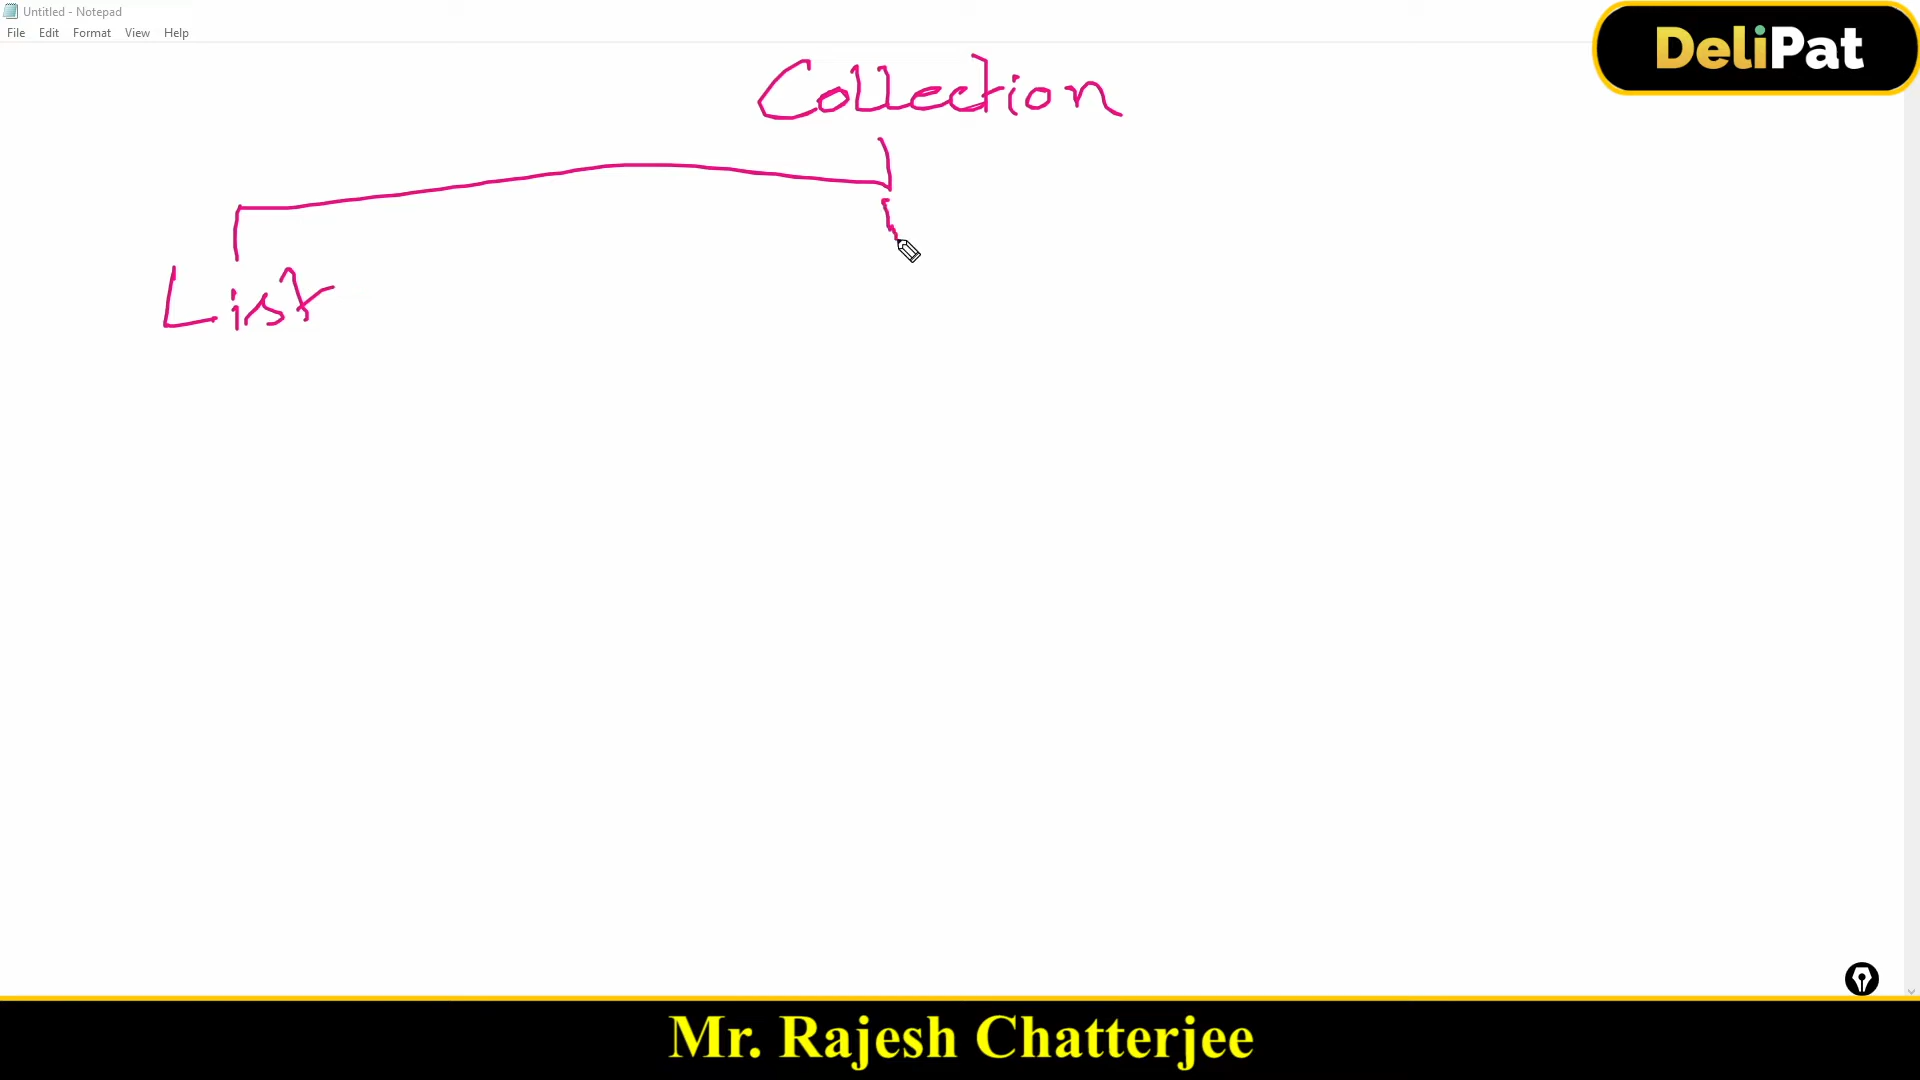 Untitled - Notepad
File Edit Format View Help
DeliPat
Collection
List
Mr. Rajesh Chatterjee